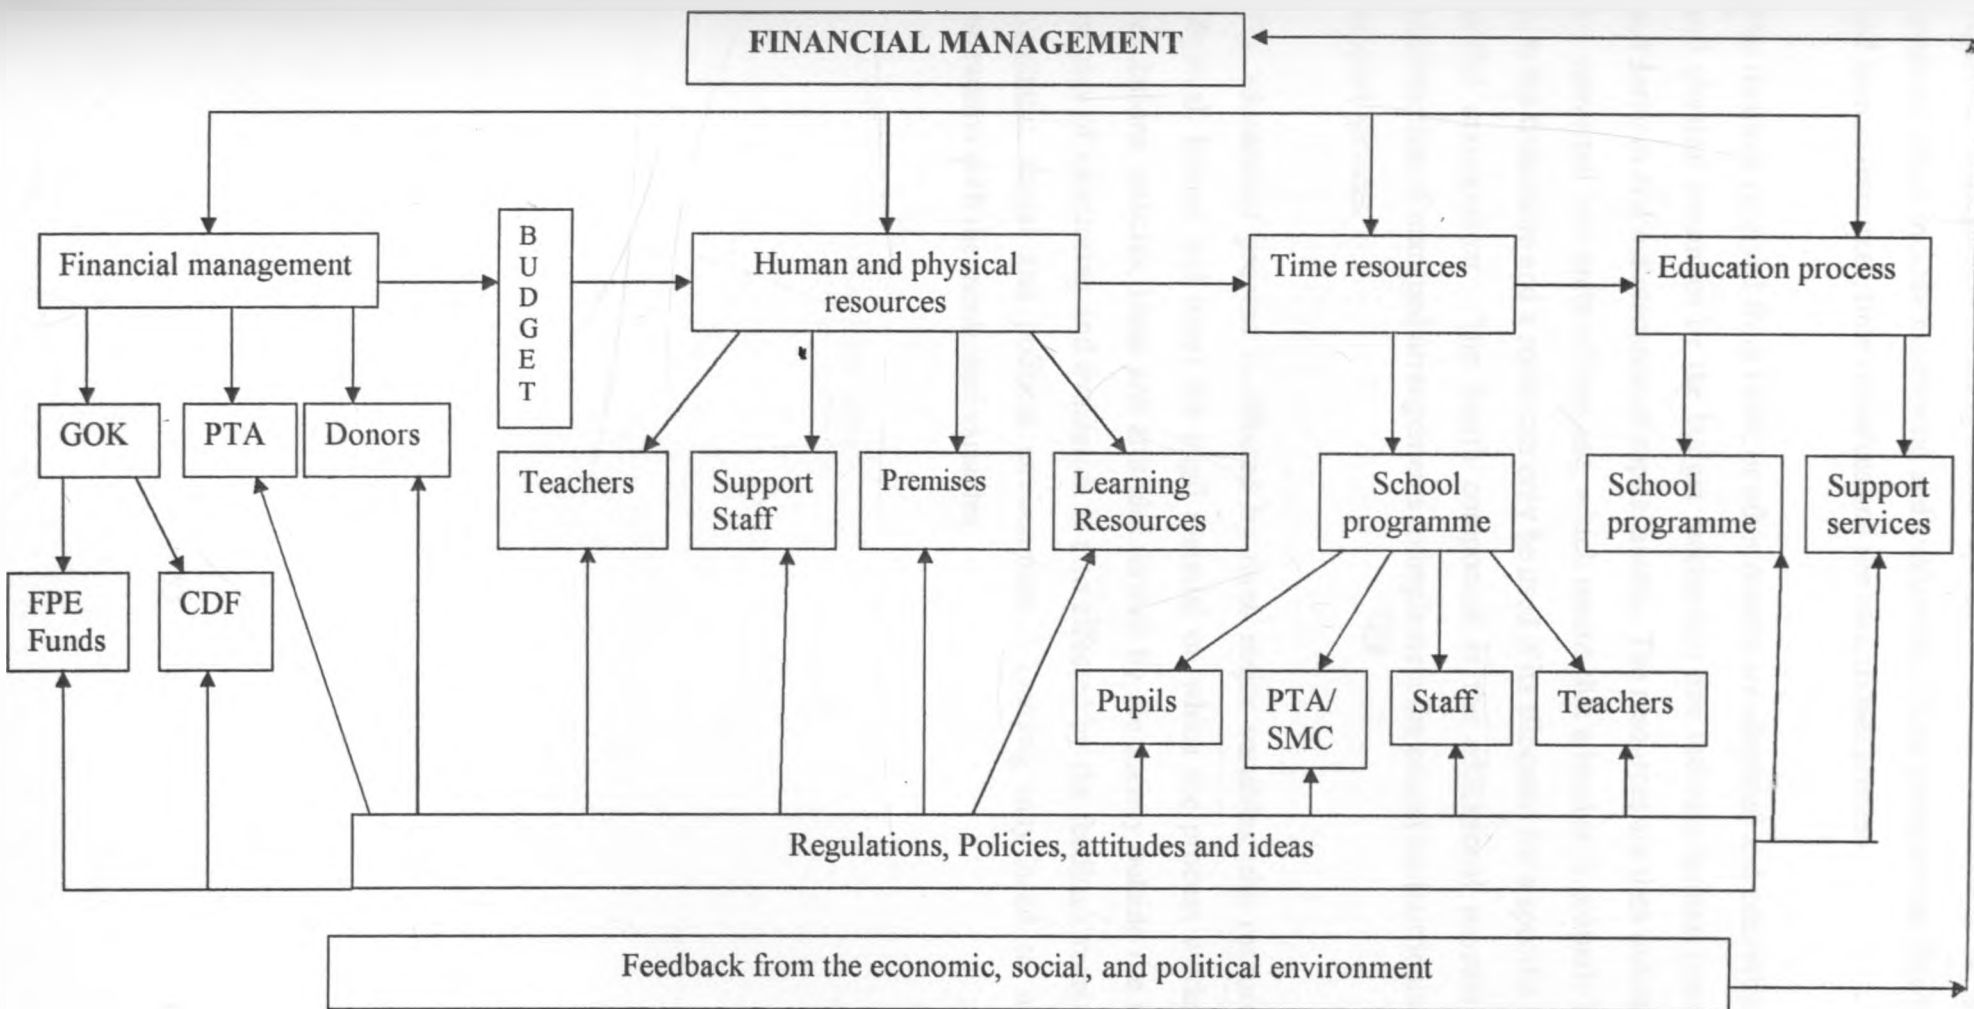 FINANCIAL MANAGEMENT
Financial management
B
U
D
G
E
T
Human and physical
resources
Time resources
Education process
GOK
PTA
Donors
Teachers
Support
Staff
Premises
Learning
Resources
School
programme
School
programme
Support
services
FPE
Funds
CDF
Pupils
PTA/
SMC
Staff
Teachers
Regulations, Policies, attitudes and ideas
Feedback from the economic, social, and political environment